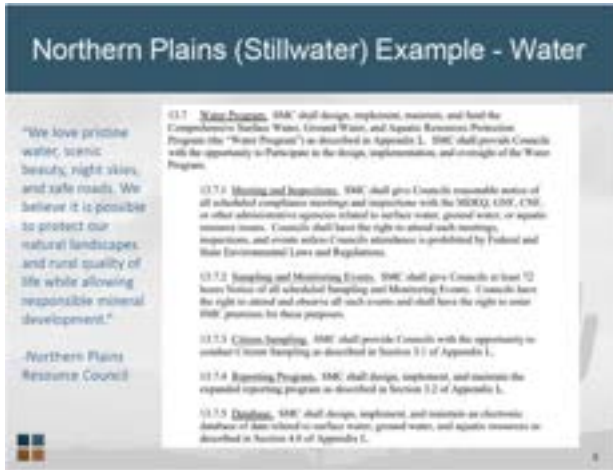 Northern Plains (Stillwater) Example - Water
"We love pristine
water, scenic
beauty, night skies,
and safe roads. We
believe it is possible
to protect our
natural landscapes
and rural quality of
life while allowing
responsible mineral
development."
-Northern Plains
Resource Council
13.7 Water Program. SMC shall design, implement, maintain, and fund the
Comprehensive Surface Water, Ground Water, and Aquatic Resources Protection
Program (the "Water Program") as described in Appendix L. SMC shall provide Councils
with the opportunity to Participate in the design, implementation, and oversight of the Water
Program.
13.7.1 Meeting and Inspections. SMC shall give Councils reasonable notice of
all scheduled compliance meetings and inspections with the MDEQ, GNF, CNF,
or other administrative agencies related to surface water, ground water, or aquatic
resource issues. Councils shall have the right to attend such meetings,
inspections, and events unless Councils attendance is prohibited by Federal and
State Environmental Laws and Regulations.
13.7.2 Sampling and Monitoring Events. SMC shall give Councils at least 72
hours Notice of all scheduled Sampling and Monitoring Events. Councils have
the right to attend and observe all such events and shall have the right to enter
SMC premises for these purposes.
13.7.3 Citizen Sampling. SMC shall provide Councils with the opportunity to
conduct Citizen Sampling as described in Section 3.1 of Appendix L.
13.7.4 Reporting Program. SMC shall design, implement, and maintain the
expanded reporting program as described in Section 3.2 of Appendix L.
13.7.5 Database. SMC shall design, implement, and maintain an electronic
database of data related to surface water, ground water, and aquatic resources as
described in Section 4.0 of Appendix L.